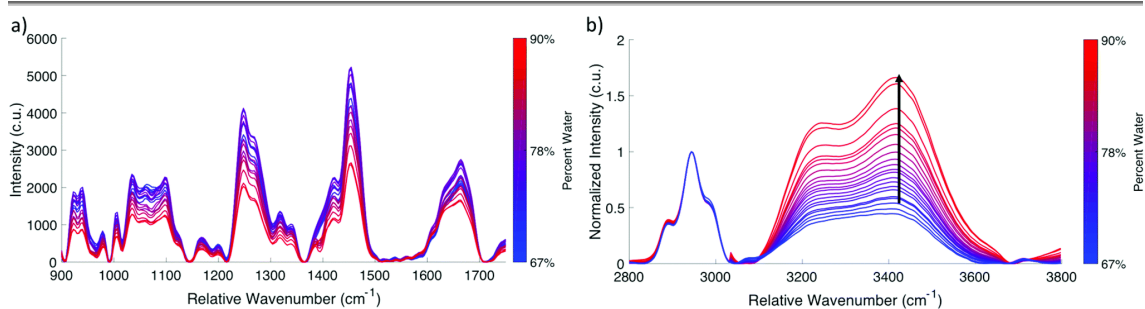 a)
6000
5000
4000
3000
2000
1000
0
Intensity (c.u.)
900 1000 1100 1200 1300 1400 1500 1600 1700
Relative Wavenumber (cm⁻¹)
90%
78%
67%
Percent Water
b)
2
1.5
1
0.5
0
Normalized Intensity (c.u.)
2800 3000 3200 3400 3600 3800
Relative Wavenumber (cm⁻¹)
90%
78%
67%
Percent Water